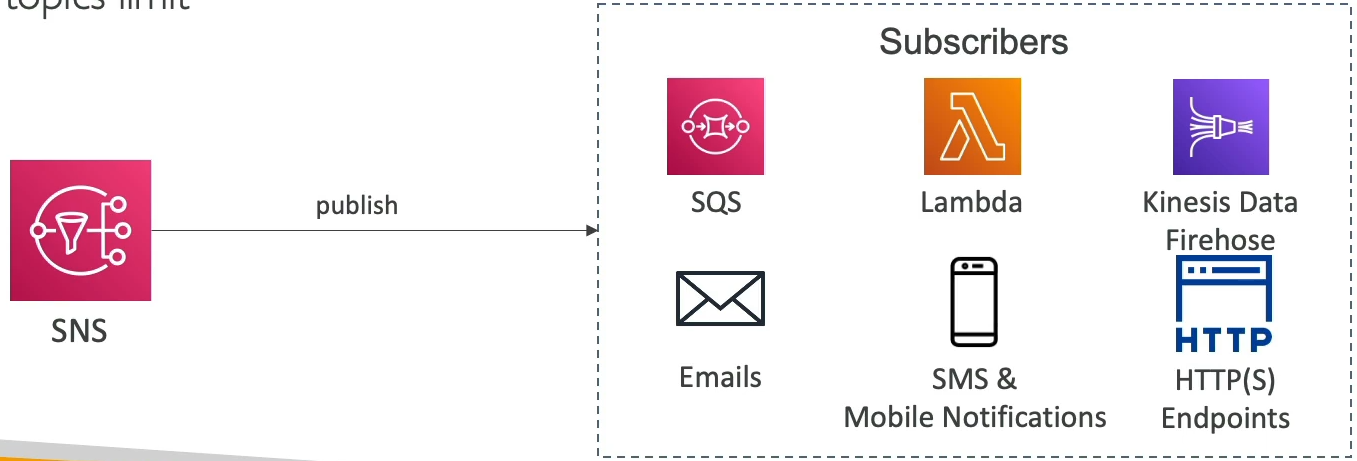 topics limit
Subscribers
SQS
Lambda
Kinesis Data
Firehose
publish
SNS
HTTP
Emails
SMS &
Mobile Notifications
HTTP(S)
Endpoints